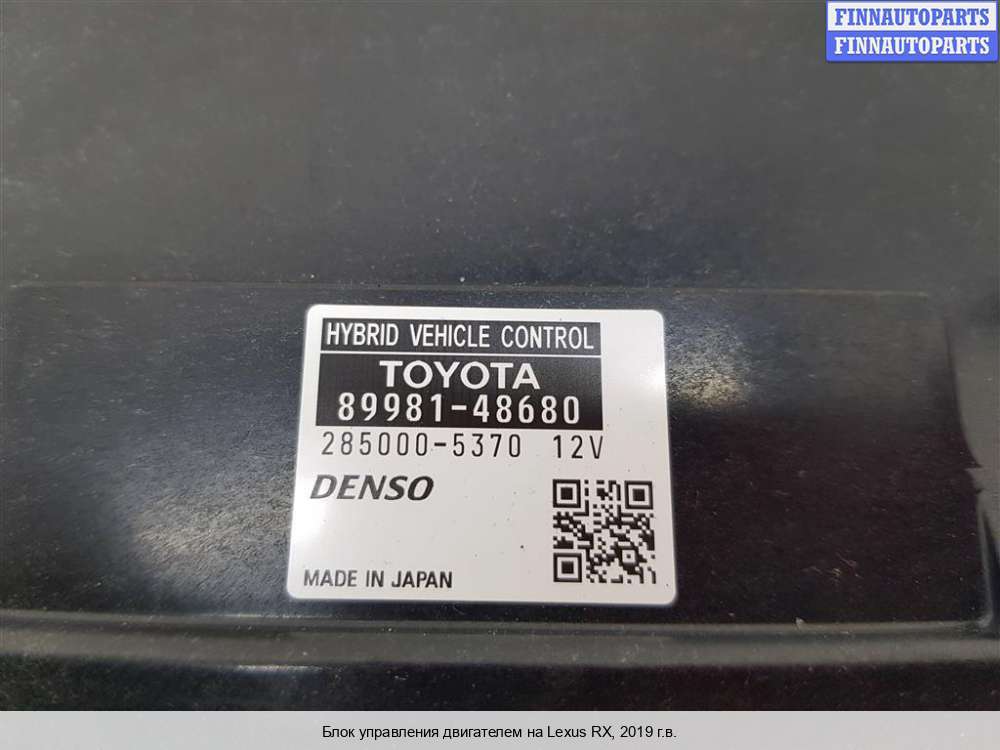 FINNAUTOPARTS
FINNAUTOPARTS
HYBRID VEHICLE CONTROL
TOYOTA
89981-48680
285000-5370 12V
DENSO
MADE IN JAPAN
Блок управления двигателем на Lexus RX, 2019 г.в.